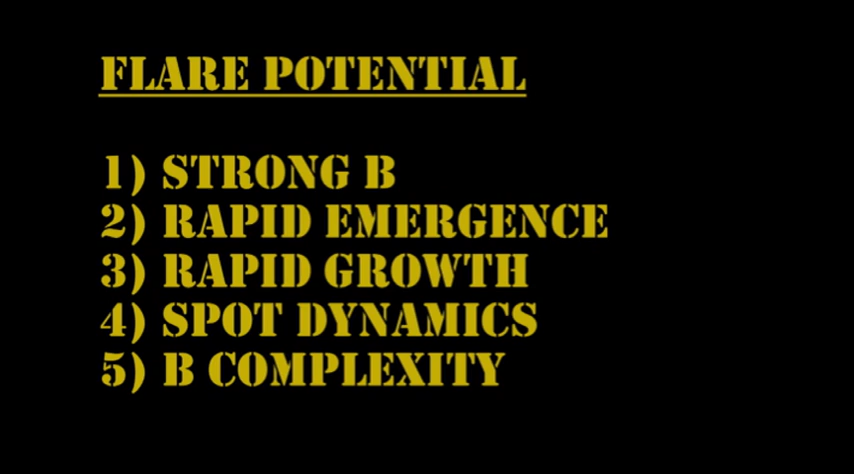 FLARE POTENTIAL
1) STRONG B
2) RAPID EMERGENCE
3) RAPID GROWTH
4) SPOT DYNAMICS
5) B COMPLEXITY